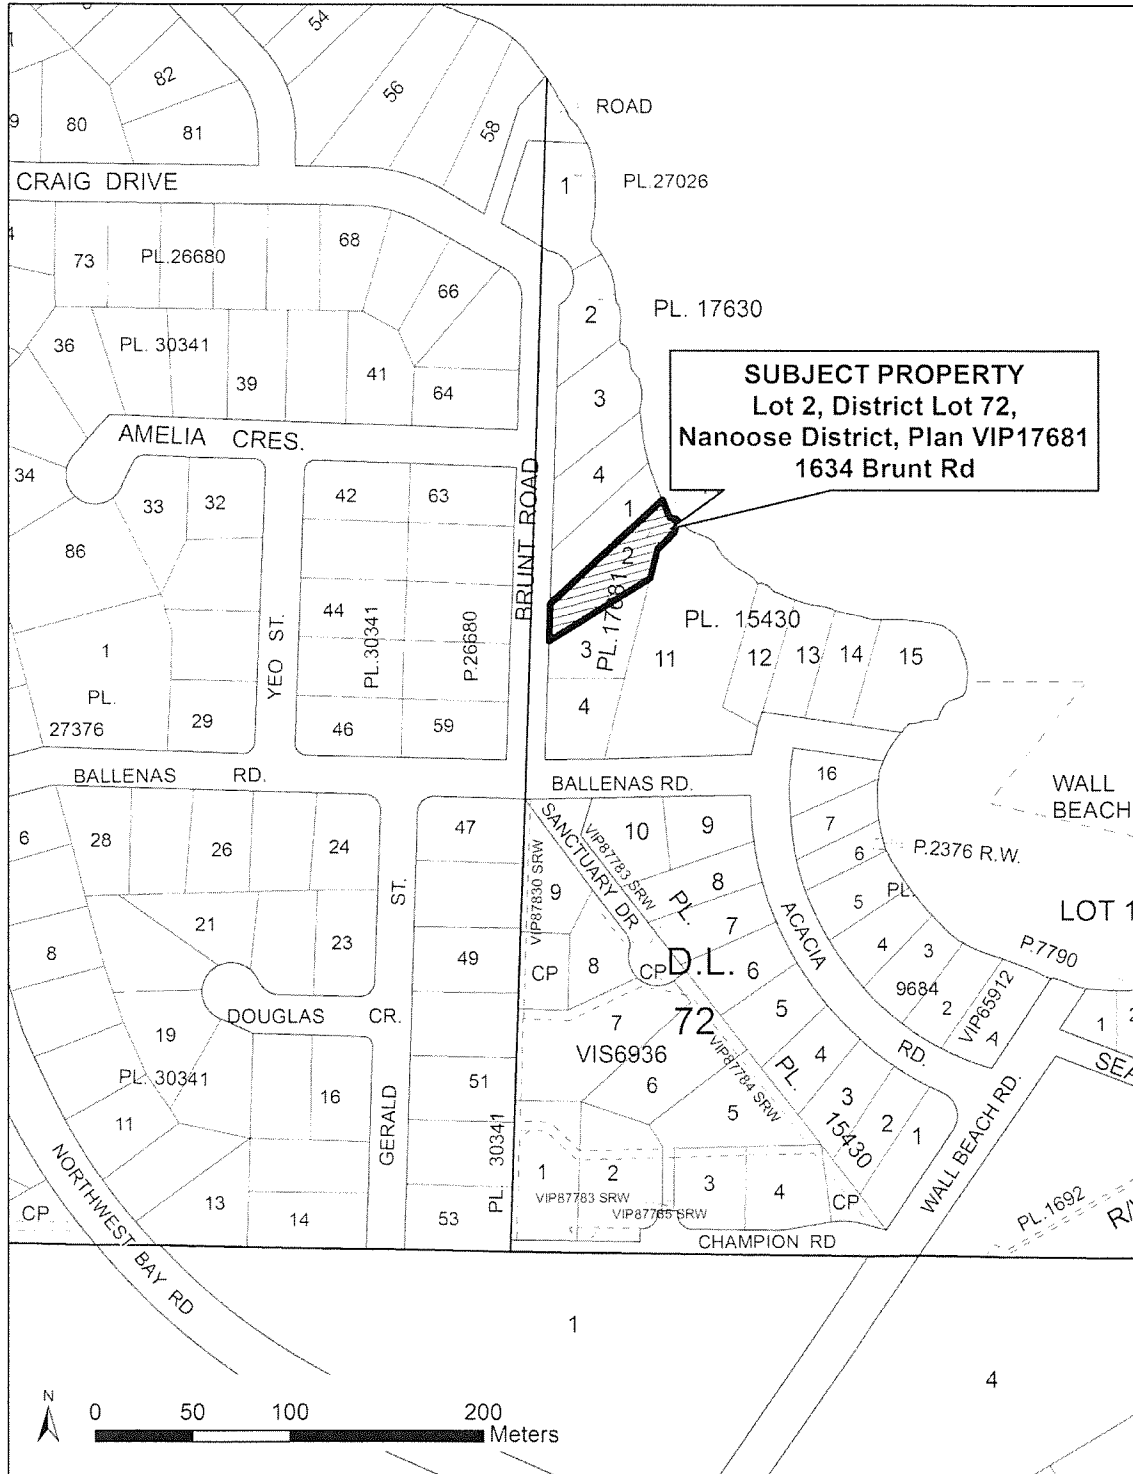 54
82
56
58
ROAD
9
80
81
CRAIG DRIVE
1
PL.27026
73
PL.26680
68
66
2
PL. 17630
36
PL. 30341
39
41
64
3
SUBJECT PROPERTY
Lot 2, District Lot 72,
Nanoose District, Plan VIP17681
1634 Brunt Rd
AMELIA CRES.
34
33
32
42
63
BRUNT ROAD
4
1
2
86
44
PL.30341
P.26680
PL.17681
PL. 15430
YEO ST.
1
PL.
27376
29
46
59
3
4
11
12
13
14
15
BALLENAS RD.
BALLENAS RD.
16
WALL
BEACH
6
28
26
24
47
SANCTUARY DR
VIP87783 SRW
10
9
7
6
P.2376 R.W.
VIP87830 SRW
9
8
PL.
5
PL.
21
23
ST.
7
ACACIA
LOT 1
8
49
CP
8
CP
D.L.
6
4
3
P.7790
9684
2
VIP65912
A
1
2
DOUGLAS CR.
7
72
5
19
VIS6936
VIP87784 SRW
PL.
4
RD.
SEA
PL. 30341
16
51
6
5
3
2
1
15430
WALL BEACH RD.
11
GERALD
PL. 30341
1
2
3
4
CP
VIP87783 SRW
VIP87785 SRW
NORTHWEST BAY RD
CP
13
14
53
CHAMPION RD
PL.1692
R/
1
4
N
0 50 100 200
Meters